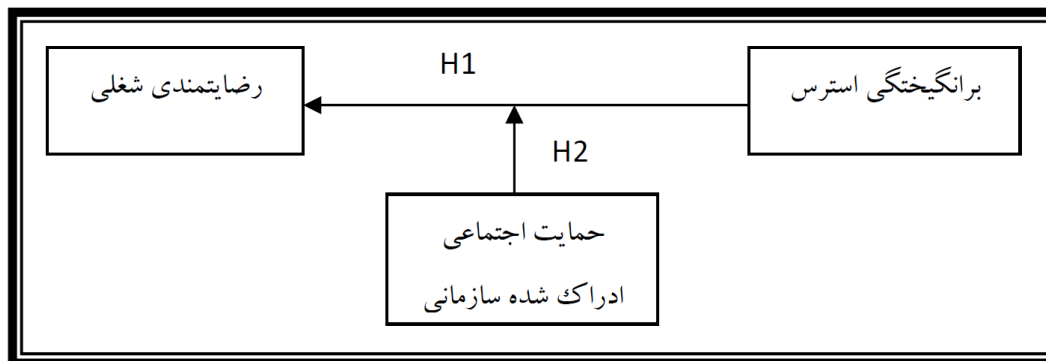 برانگیختگی استرس
H1
رضایتمندی شغلی
H2
حمایت اجتماعی
ادراک شده سازمانی